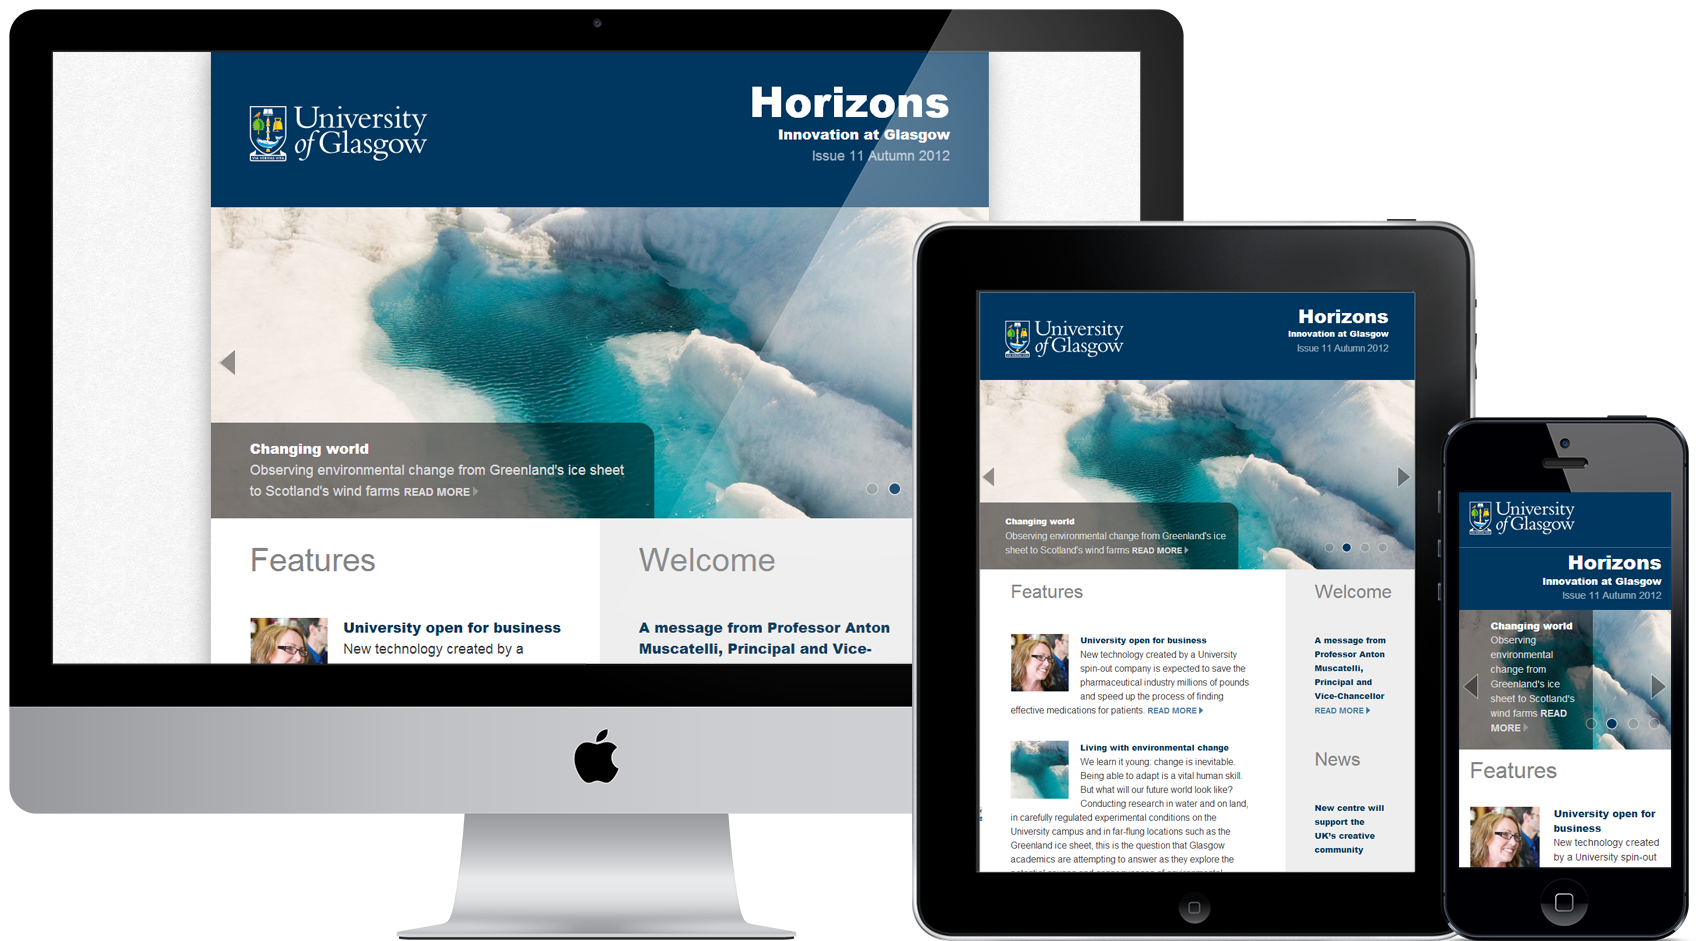 University
of Glasgow
Horizons
Innovation at Glasgow
Issue 11 Autumn 2012
Changing world
Observing environmental change from Greenland's ice sheet
to Scotland's wind farms READ MORE
Features
University open for business
New technology created by a
Welcome
A message from Professor Anton
Muscatelli, Principal and Vice-
University
of Glasgow
Horizons
Innovation at Glasgow
Issue 11 Autumn 2012
Changing world
Observing environmental change from Greenland's ice
sheet to Scotland's wind farms READ MORE
Features
University open for business
New technology created by a University
spin-out company is expected to save the
pharmaceutical industry millions of pounds
and speed up the process of finding
effective medications for patients. READ MORE
Living with environmental change
We learn it young: change is inevitable.
Being able to adapt is a vital human skill.
But what will our future world look like?
Conducting research in water and on land,
in carefully regulated experimental conditions on the
University campus and in far-flung locations such as the
Greenland ice sheet, this is the question that Glasgow
academics are attempting to answer as they explore the
Welcome
A message from
Professor Anton
Muscatelli,
Principal and
Vice-Chancellor
READ MORE
News
New centre will
support the
UK's creative
community
University
of Glasgow
Horizons
Innovation at Glasgow
Issue 11 Autumn 2012
Changing world
Observing
environmental
change from
Greenland's ice
sheet to Scotland's
wind farms READ
MORE
Features
University open for
business
New technology created
by a University spin-out